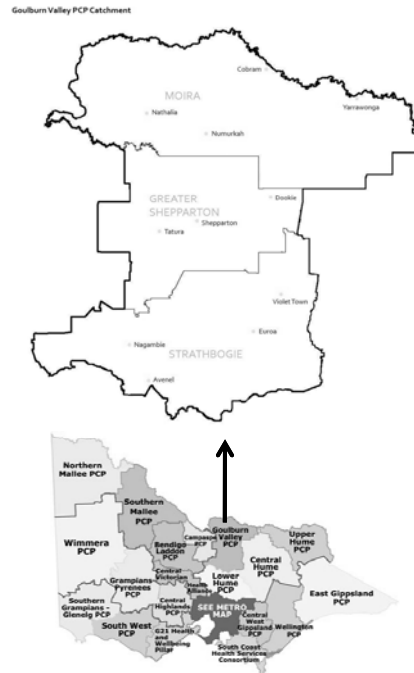 Goulburn Valley PCP Catchment
Cobram
MOIRA
Yarrawonga
Nathalia
Numurkah
GREATER
SHEPPARTON
Dookie
Shepparton
Tatura
Violet Town
Euroa
Nagambie
STRATHBOGIE
Avenel
Northern
Mallee PCP
Southern
Mallee
PCP
Wimmera
PCP
Bendigo
Loddon
PCP
Campaspe
PCP
Goulburn
Valley
PCP
Upper
Hume
PCP
Central
Hume
PCP
Grampians
Pyrenees
PCP
Central
Victorian
Health
Alliance
Lower
Hume PCP
East Gippsland
PCP
Southern
Grampians -
Glenelg PCP
Central
Highlands
PCP
SEE METRO
MAP
South West
PCP
G21 Health
and
Wellbeing
Pillar
Central
West
Gippsland
PCP
Wellington
PCP
South Coast
Health Services
Consortium